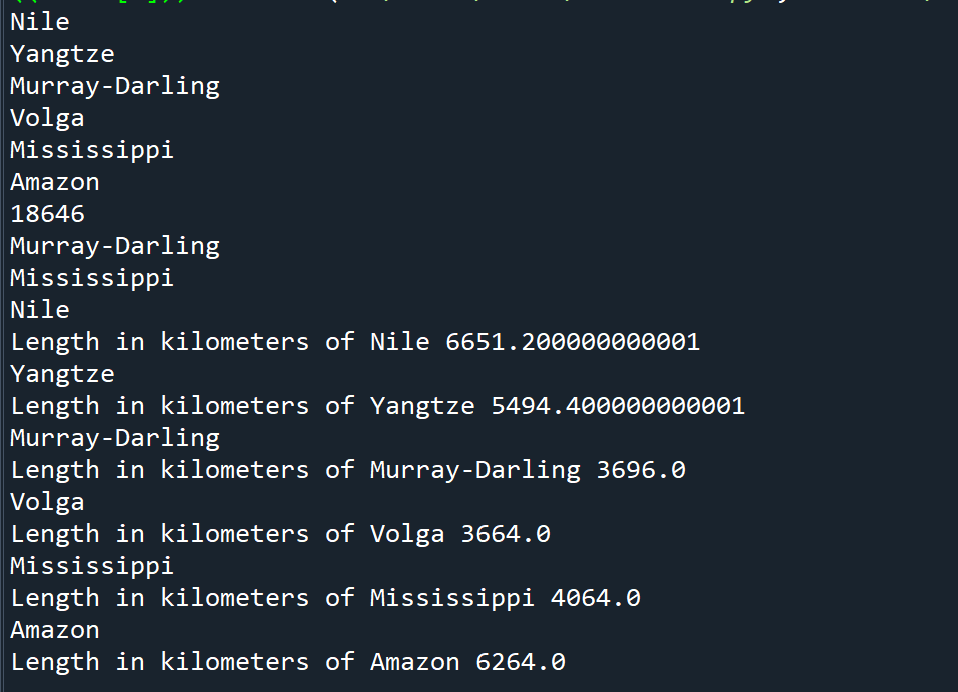 Nile
Yangtze
Murray-Darling
Volga
Mississippi
Amazon
18646
Murray-Darling
Mississippi
Nile
Length in kilometers of Nile 6651.200000000001
Yangtze
Length in kilometers of Yangtze 5494.400000000001
Murray-Darling
Length in kilometers of Murray-Darling 3696.0
Volga
Length in kilometers of Volga 3664.0
Mississippi
Length in kilometers of Mississippi 4064.0
Amazon
Length in kilometers of Amazon 6264.0